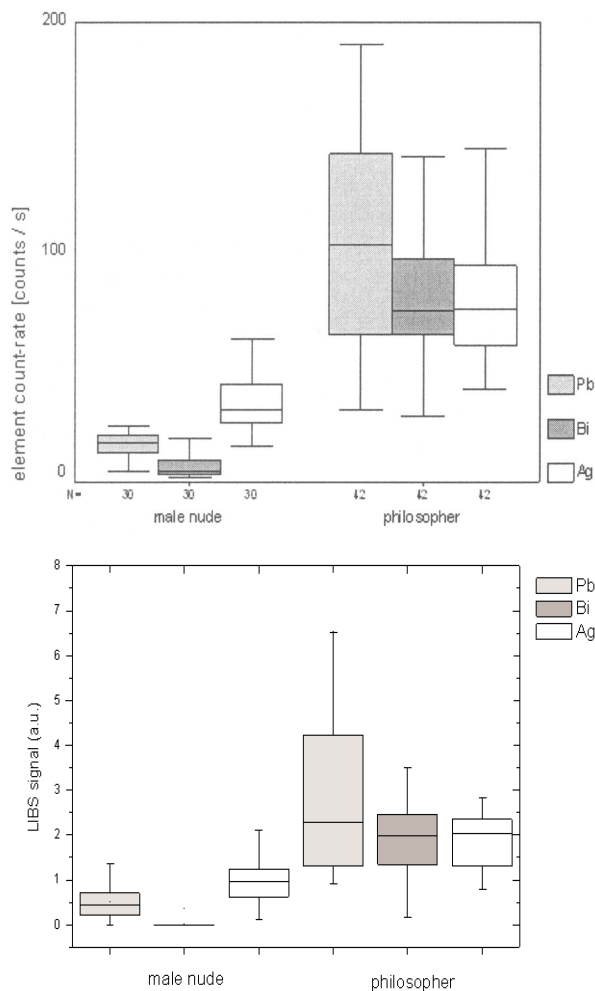 200
100
0
element count-rate [counts / s]
Pb
Bi
Ag
N= 30 30 30 42 42 42
male nude philosopher
8
7
6
5
4
3
2
1
0
LIBS signal (a.u.)
Pb
Bi
Ag
male nude philosopher